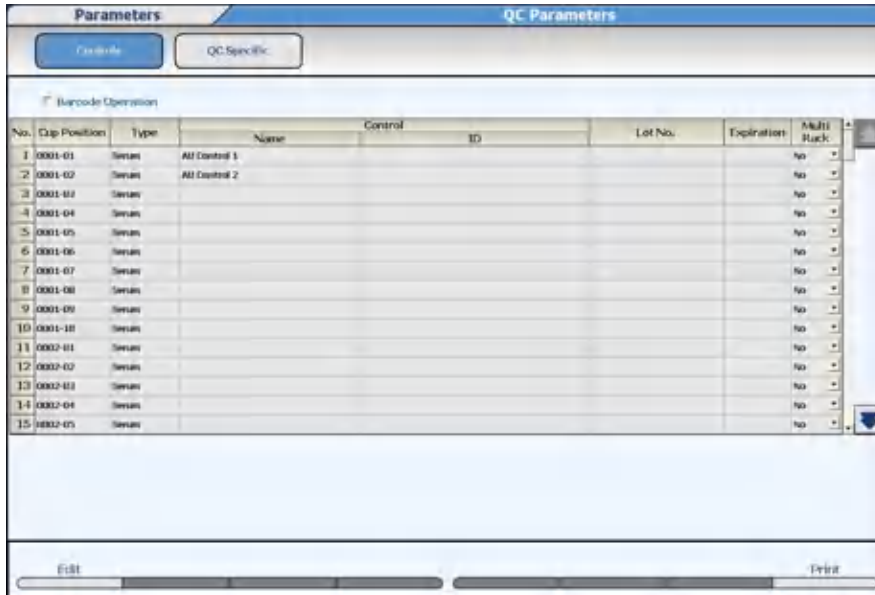 Parameters QC Parameters
Controls QC Specific
Barcode Operation
No. Cup Position Type Control Lot No. Expiration Multi Rack
Name ID
1 0001-01 Serum AU Control 1 No
2 0001-02 Serum AU Control 2 No
3 0001-03 Serum No
4 0001-04 Serum No
5 0001-05 Serum No
6 0001-06 Serum No
7 0001-07 Serum No
8 0001-08 Serum No
9 0001-09 Serum No
10 0001-10 Serum No
11 0002-01 Serum No
12 0002-02 Serum No
13 0002-03 Serum No
14 0002-04 Serum No
15 0002-05 Serum No
Edit Print